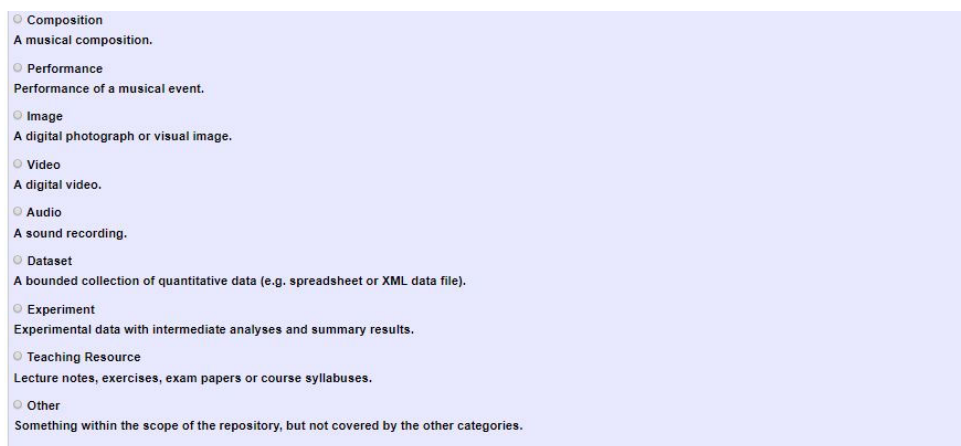 Composition
A musical composition.
Performance
Performance of a musical event.
Image
A digital photograph or visual image.
Video
A digital video.
Audio
A sound recording.
Dataset
A bounded collection of quantitative data (e.g. spreadsheet or XML data file).
Experiment
Experimental data with intermediate analyses and summary results.
Teaching Resource
Lecture notes, exercises, exam papers or course syllabuses.
Other
Something within the scope of the repository, but not covered by the other categories.